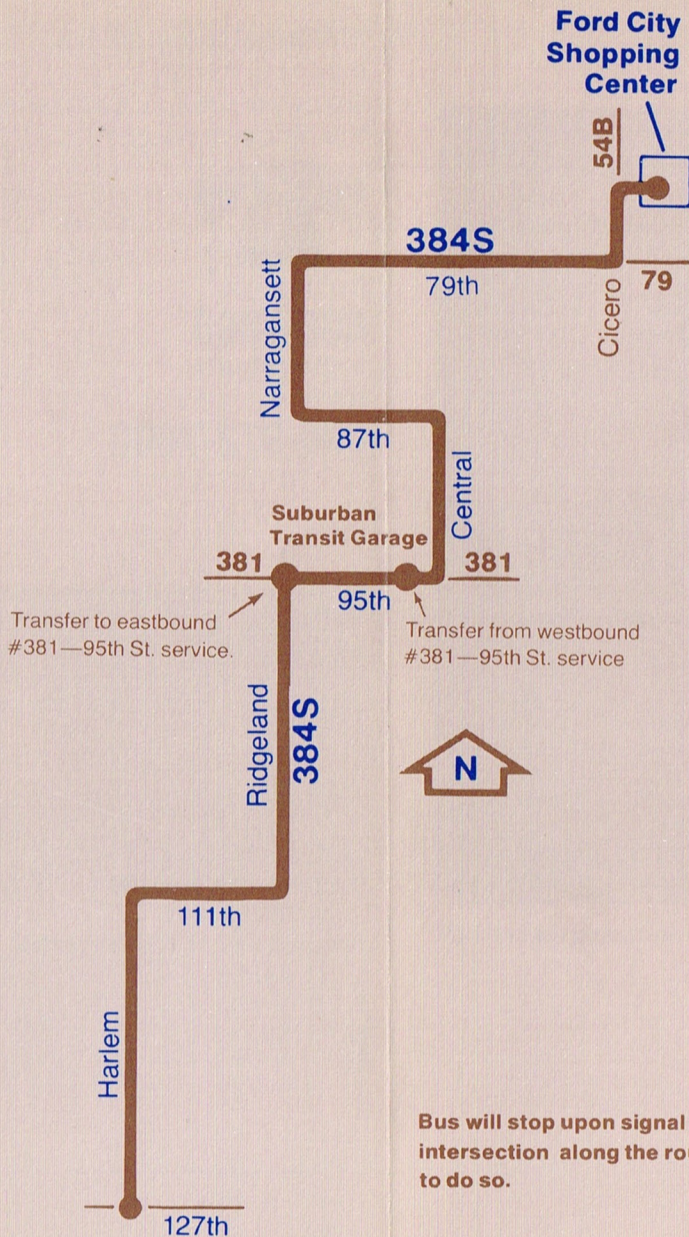 Ford City
Shopping
Center
54B
384S
79th
79
Cicero
Narragansett
87th
Central
Suburban
Transit Garage
381
381
95th
Transfer to eastbound
#381—95th St. service.
Transfer from westbound
#381—95th St. service
Ridgeland
384S
N
111th
Harlem
Bus will stop upon signal
intersection along the
to do so.
127th